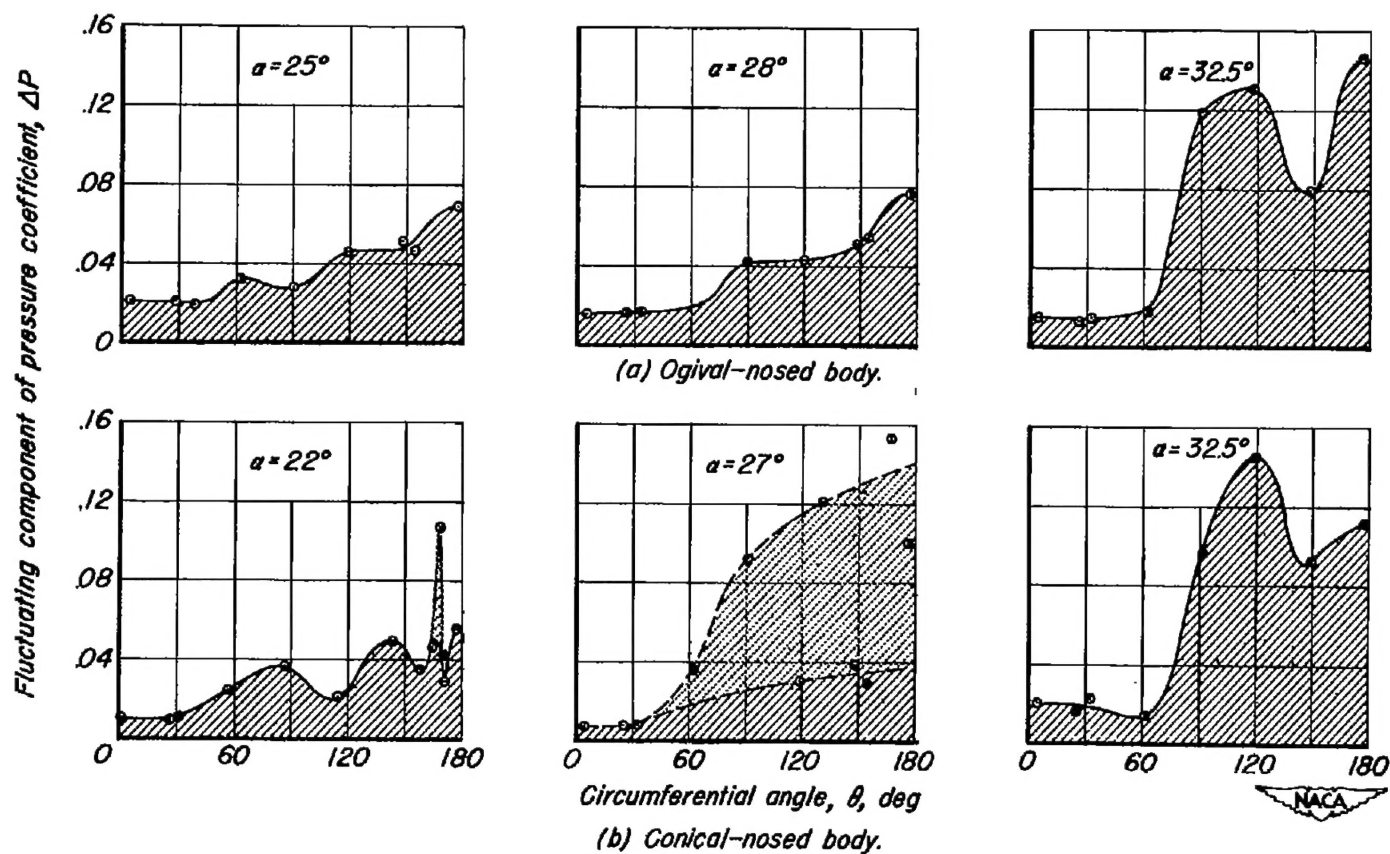 Fluctuating component of pressure coefficient, ΔP
.16
.12
.08
.04
0
α=25°
α=28°
α=32.5°
(a) Ogival-nosed body.
.16
.12
.08
.04
0
α=22°
α=27°
α=32.5°
60 120 180
0 60 120 180
0 60 120 180
Circumferential angle, θ, deg
(b) Conical-nosed body.
NACA